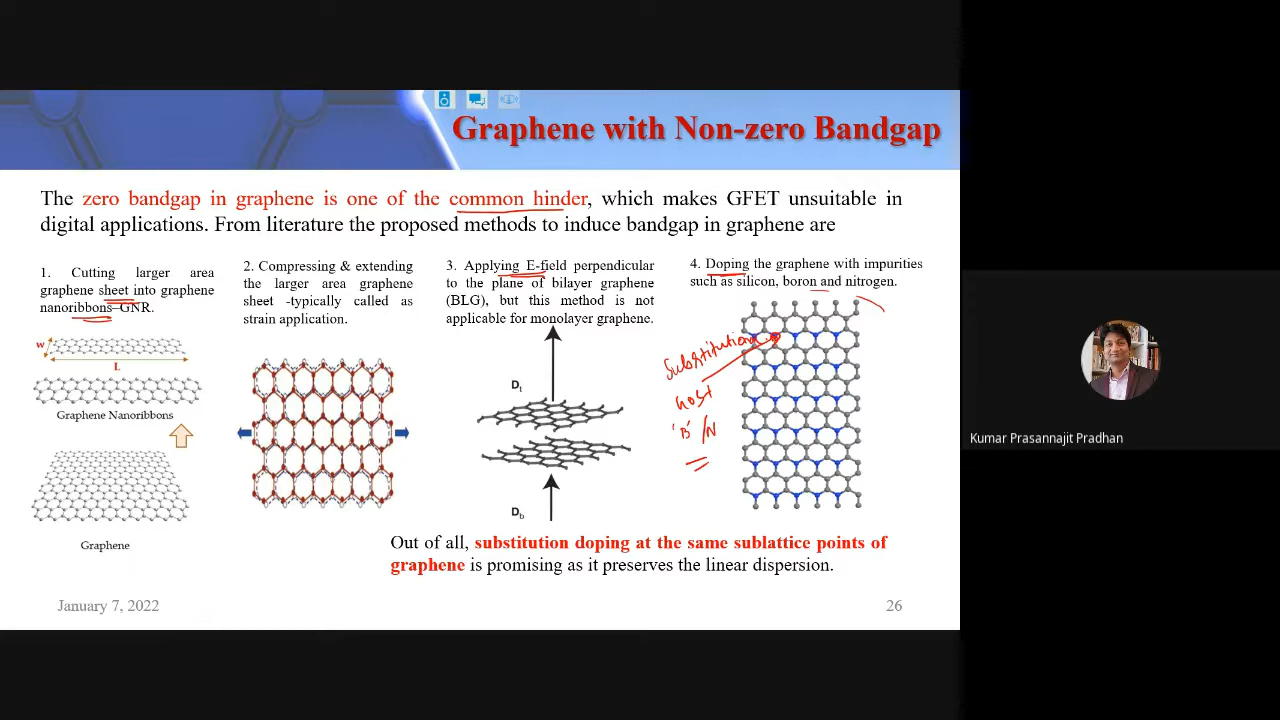 Graphene with Non-zero Bandgap
The zero bandgap in graphene is one of the common hinder, which makes GFET unsuitable in
digital applications. From literature the proposed methods to induce bandgap in graphene are
1. Cutting larger area
graphene sheet into graphene
nanoribbons–GNR.
w
L
Graphene Nanoribbons
Graphene
2. Compressing & extending
the larger area graphene
sheet -typically called as
strain application.
3. Applying E-field perpendicular
to the plane of bilayer graphene
(BLG), but this method is not
applicable for monolayer graphene.
Dt
Db
4. Doping the graphene with impurities
such as silicon, boron and nitrogen.
Substitution
host
'B' /N
Out of all, substitution doping at the same sublattice points of
graphene is promising as it preserves the linear dispersion.
January 7, 2022
26
Kumar Prasannajit Pradhan